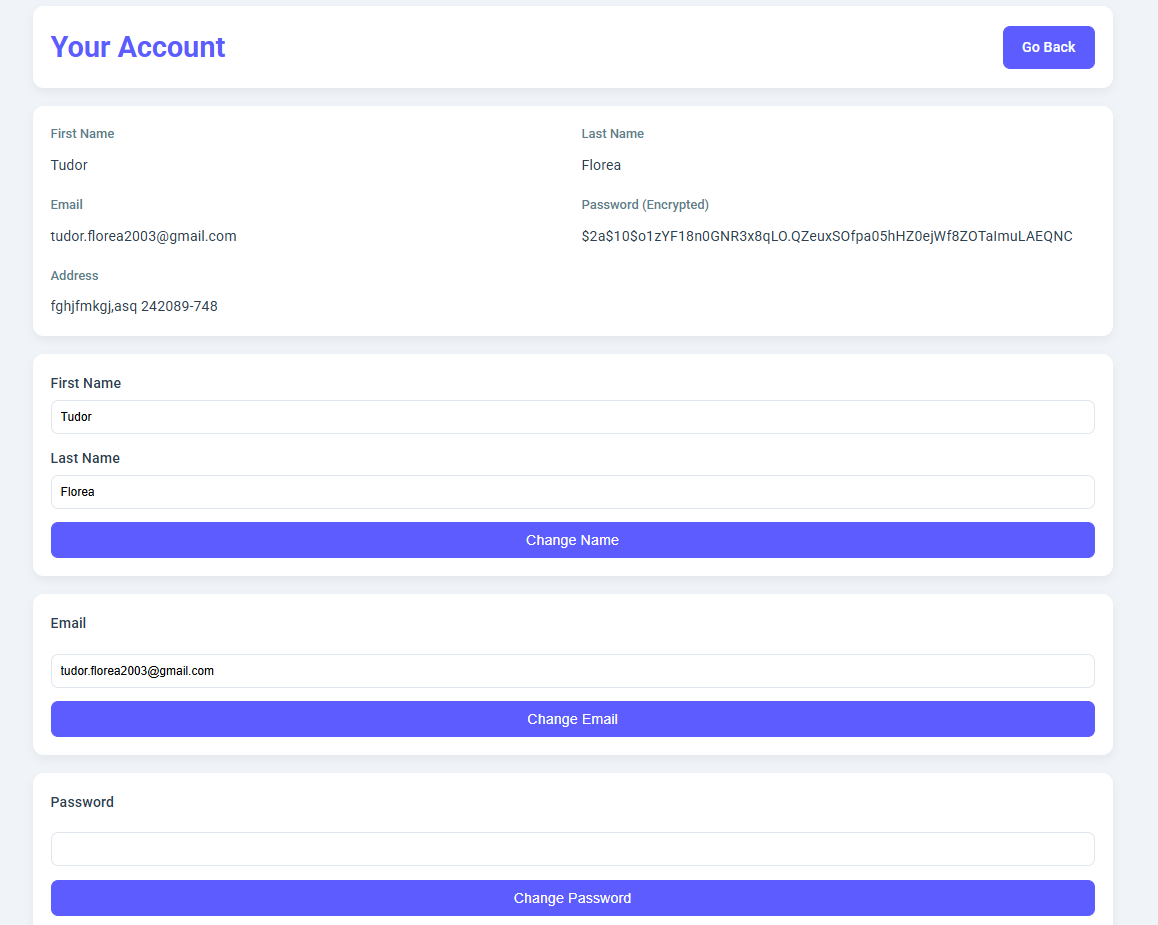 Your Account
Go Back
First Name
Last Name
Tudor
Florea
Email
Password (Encrypted)
tudor.florea2003@gmail.com
$2a$10$o1zYF18n0GNR3x8qLO.QZeuxSOfpa05hHZ0ejWf8ZOTaImuLAEQNC
Address
fghjfmkgj,asq 242089-748
First Name
Tudor
Last Name
Florea
Change Name
Email
tudor.florea2003@gmail.com
Change Email
Password
Change Password